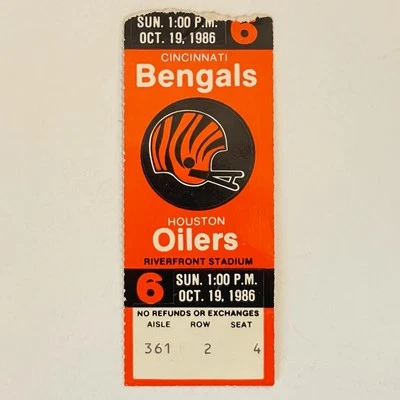 SUN. 1:00 P.M. 6
OCT. 19, 1986
CINCINNATI
Bengals
HOUSTON
Oilers
RIVERFRONT STADIUM
6 SUN. 1:00 P.M.
OCT. 19, 1986
NO REFUNDS OR EXCHANGES
AISLE ROW SEAT
361 2 4